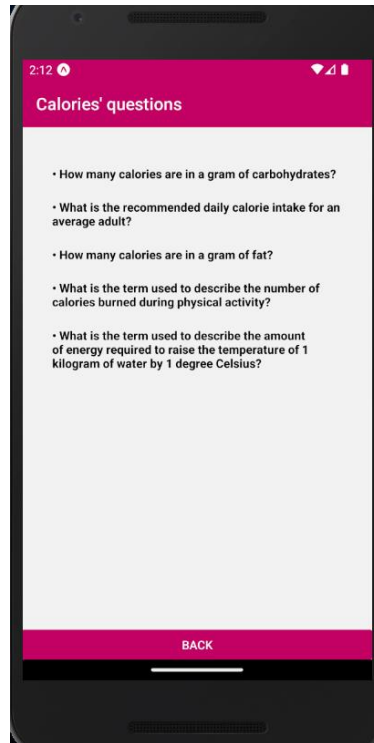 2:12
Calories' questions
• How many calories are in a gram of carbohydrates?
• What is the recommended daily calorie intake for an
average adult?
• How many calories are in a gram of fat?
• What is the term used to describe the number of
calories burned during physical activity?
• What is the term used to describe the amount
of energy required to raise the temperature of 1
kilogram of water by 1 degree Celsius?
BACK